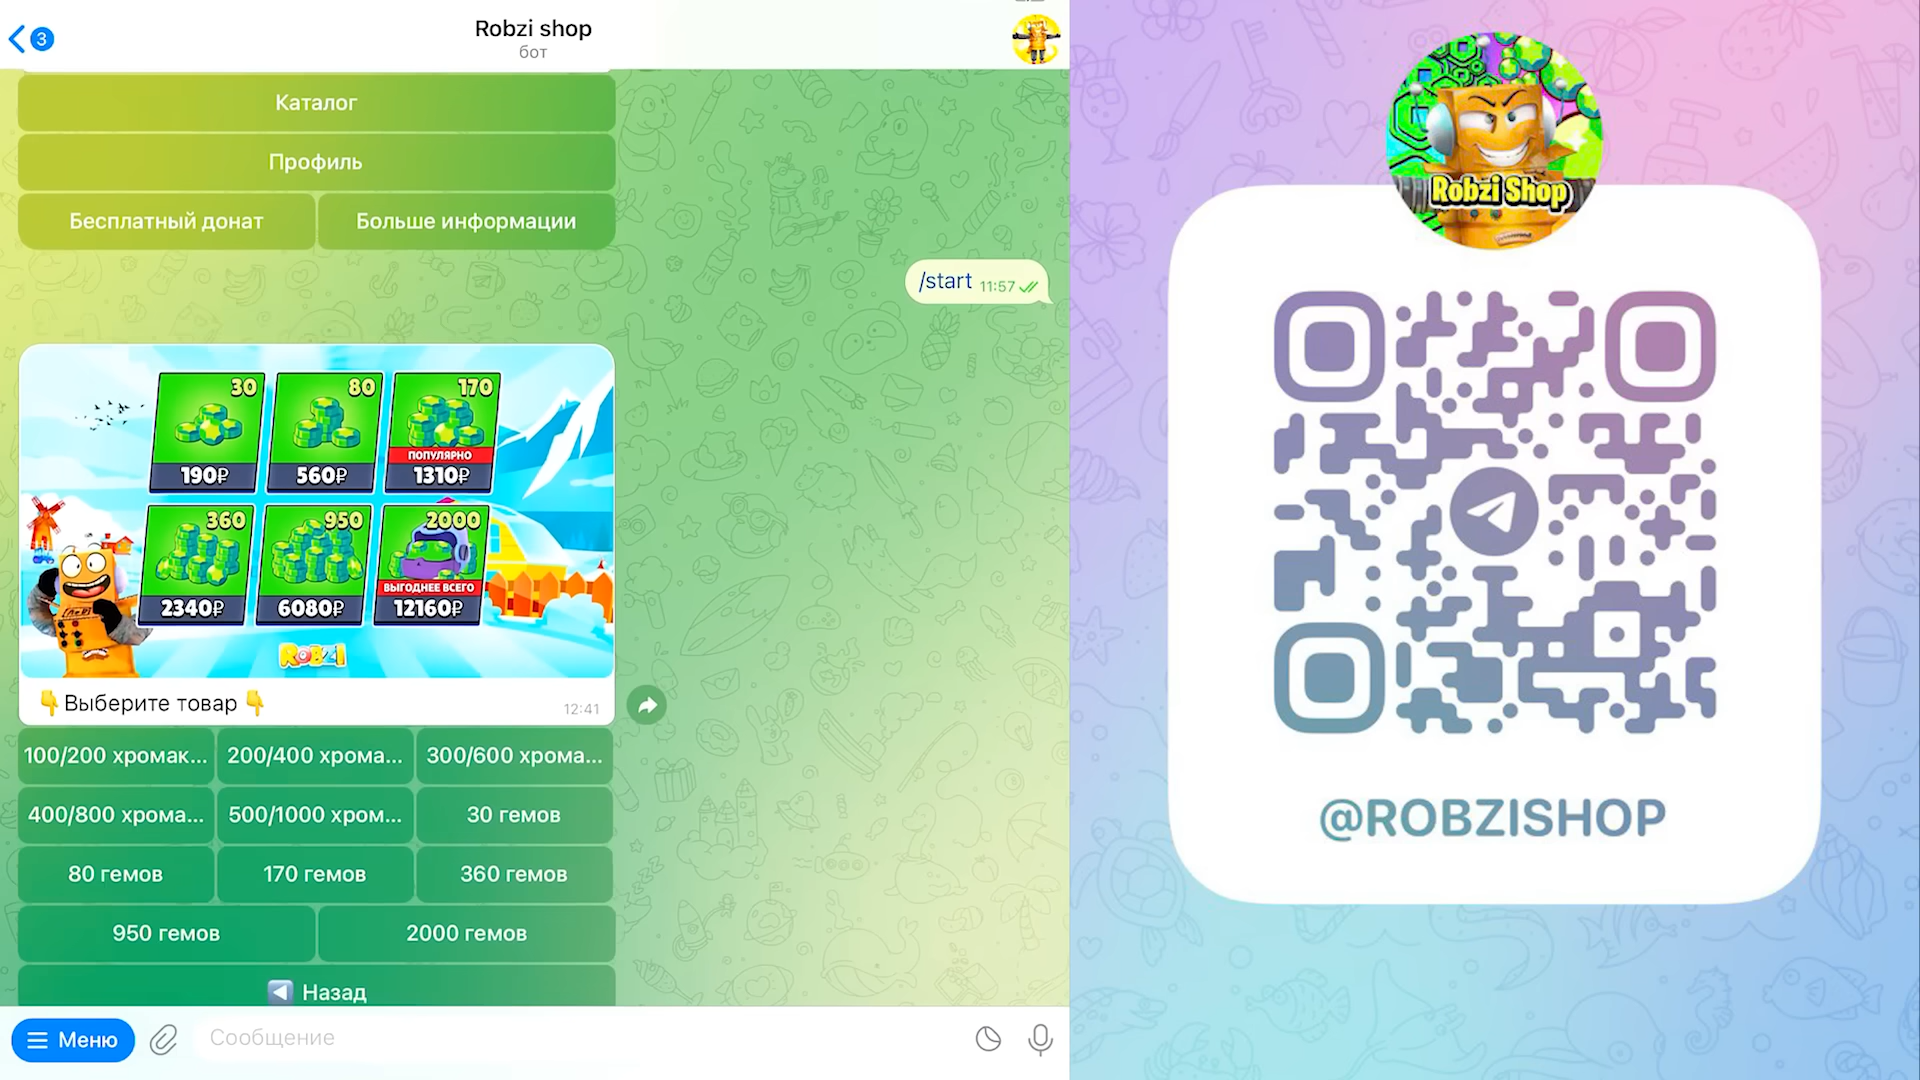 3
Robzi shop
бот
Каталог
Профиль
Бесплатный донат
Больше информации
/start 11:57
30
80
170
ПОПУЛЯРНО
190₽
560₽
1310₽
360
950
2000
ВЫГОДНЕЕ ВСЕГО
2340₽
6080₽
12160₽
ROBZI
👇Выберите товар 👇
12:41
100/200 хромак...
200/400 хрома...
300/600 хрома...
400/800 хрома...
500/1000 хром...
30 гемов
80 гемов
170 гемов
360 гемов
950 гемов
2000 гемов
Назад
Меню
Сообщение
Robzi Shop
@ROBZISHOP